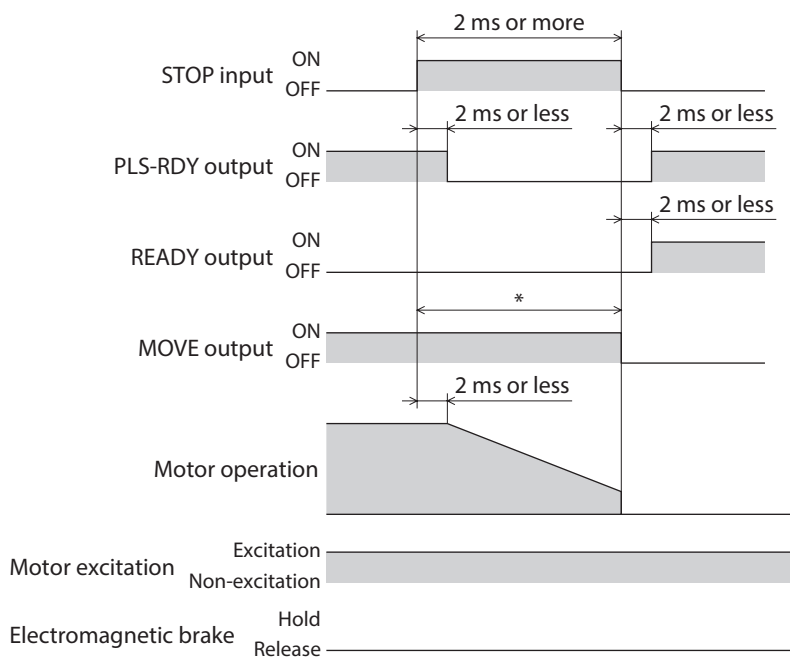 2 ms or more
STOP input
ON
OFF
2 ms or less
2 ms or less
PLS-RDY output
ON
OFF
2 ms or less
READY output
ON
OFF
*
MOVE output
ON
OFF
2 ms or less
Motor operation
Motor excitation
Excitation
Non-excitation
Electromagnetic brake
Hold
Release